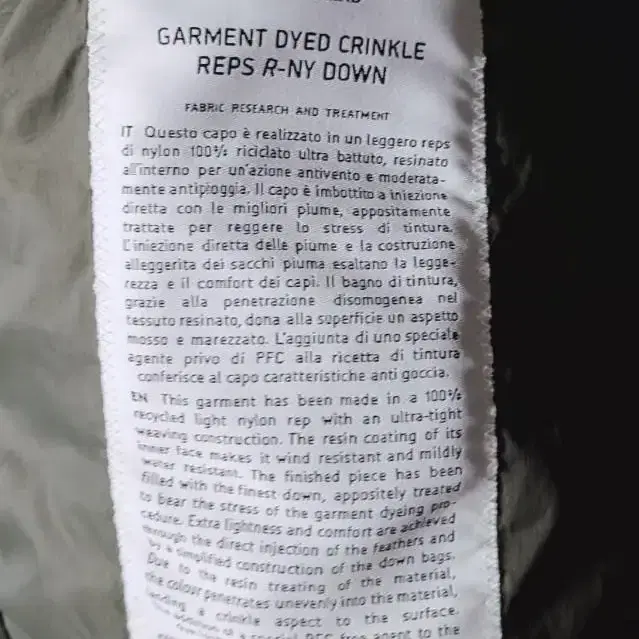 GARMENT DYED CRINKLE
REPS R-NY DOWN
FABRIC RESEARCH AND TREATMENT
IT Questo capo è realizzato in un leggero reps
di nylon 100% riciclato ultra battuto, resinato
all'interno per un'azione antivento e moderata-
mente antipioggia. Il capo è imbottito a iniezione
diretta con le migliori piume, appositamente
trattate per reggere lo stress di tintura.
L'iniezione diretta delle piume e la costruzione
alleggerita dei sacchi piuma esaltano la legge-
rezza e il comfort dei capi. Il bagno di tintura,
grazie alla penetrazione disomogenea nel
tessuto resinato, dona alla superficie un aspetto
mosso e marezzato. L'aggiunta di uno speciale
agente privo di PFC alla ricetta di tintura
conferisce al capo caratteristiche anti goccia.
EN This garment has been made in a 100%
recycled light nylon rep with an ultra-tight
weaving construction. The resin coating of its
inner face makes it wind resistant and mildly
water resistant. The finished piece has been
filled with the finest down, appositely treated
to bear the stress of the garment dyeing pro-
cedure. Extra lightness and comfort are achieved
through the direct injection of the feathers and
by a simplified construction of the down bags.
Due to the resin treating of the material,
the colour penetrates unevenly into the material,
lending a crinkle aspect to the surface.
agent to the